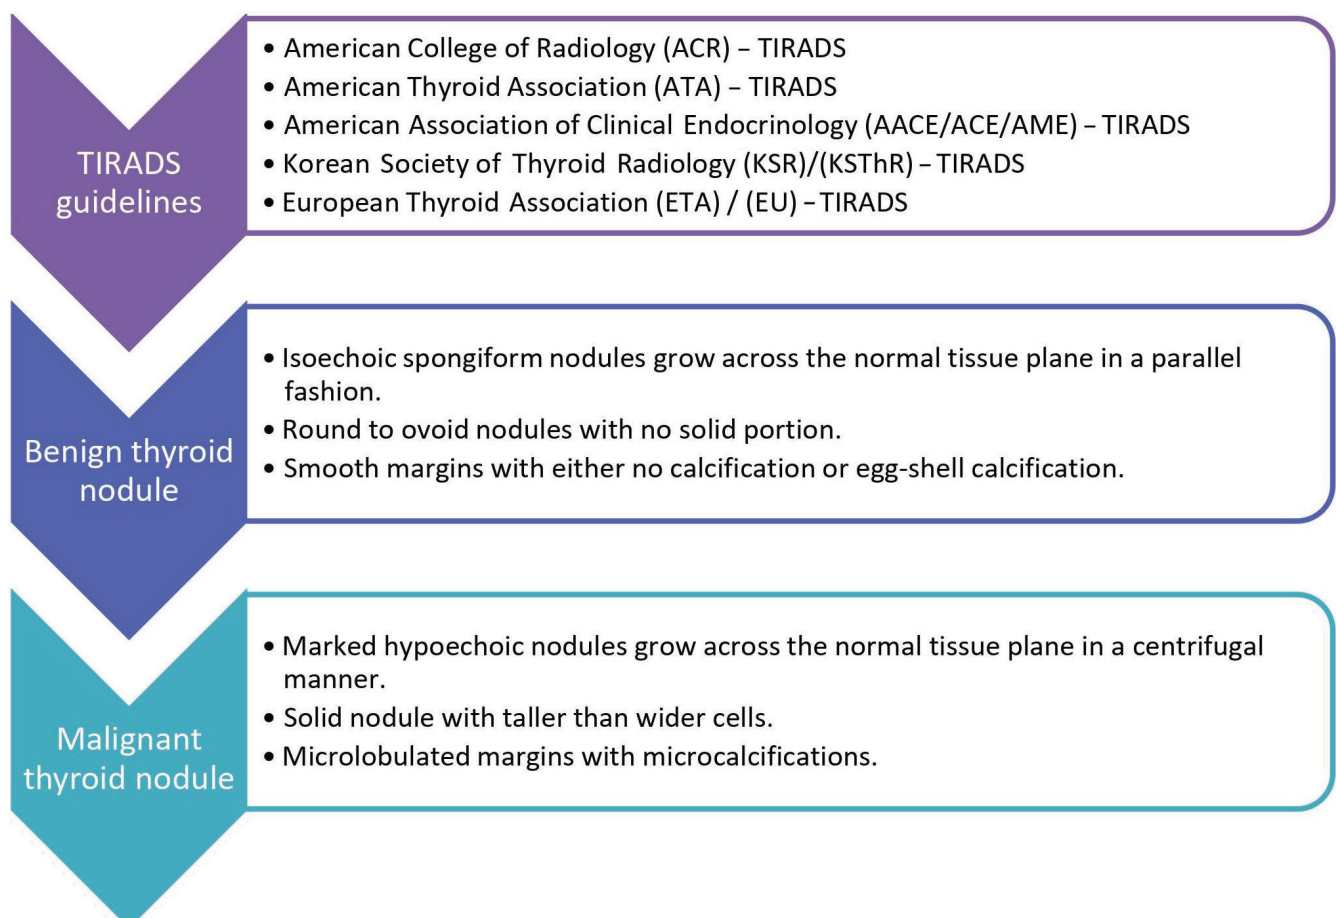 TIRADS
guidelines
• American College of Radiology (ACR) – TIRADS
• American Thyroid Association (ATA) – TIRADS
• American Association of Clinical Endocrinology (AACE/ACE/AME) – TIRADS
• Korean Society of Thyroid Radiology (KSR)/(KSThR) – TIRADS
• European Thyroid Association (ETA) / (EU) – TIRADS
Benign thyroid
nodule
• Isoechoic spongiform nodules grow across the normal tissue plane in a parallel
fashion.
• Round to ovoid nodules with no solid portion.
• Smooth margins with either no calcification or egg-shell calcification.
Malignant
thyroid nodule
• Marked hypoechoic nodules grow across the normal tissue plane in a centrifugal
manner.
• Solid nodule with taller than wider cells.
• Microlobulated margins with microcalcifications.